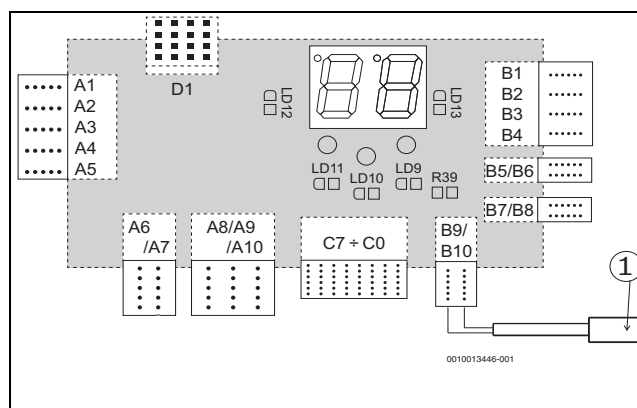 D1
A1
A2
A3
A4
A5
LD12
LD13
B1
B2
B3
B4
LD11
LD10
LD9
R39
B5/B6
B7/B8
A6
/A7
A8/A9
/A10
C7 ÷ C0
B9/
B10
1
0010013446-001